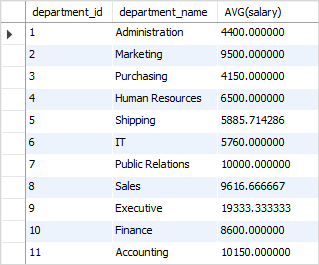 department_id department_name AVG(salary)
1 Administration 4400.000000
2 Marketing 9500.000000
3 Purchasing 4150.000000
4 Human Resources 6500.000000
5 Shipping 5885.714286
6 IT 5760.000000
7 Public Relations 10000.000000
8 Sales 9616.666667
9 Executive 19333.333333
10 Finance 8600.000000
11 Accounting 10150.000000